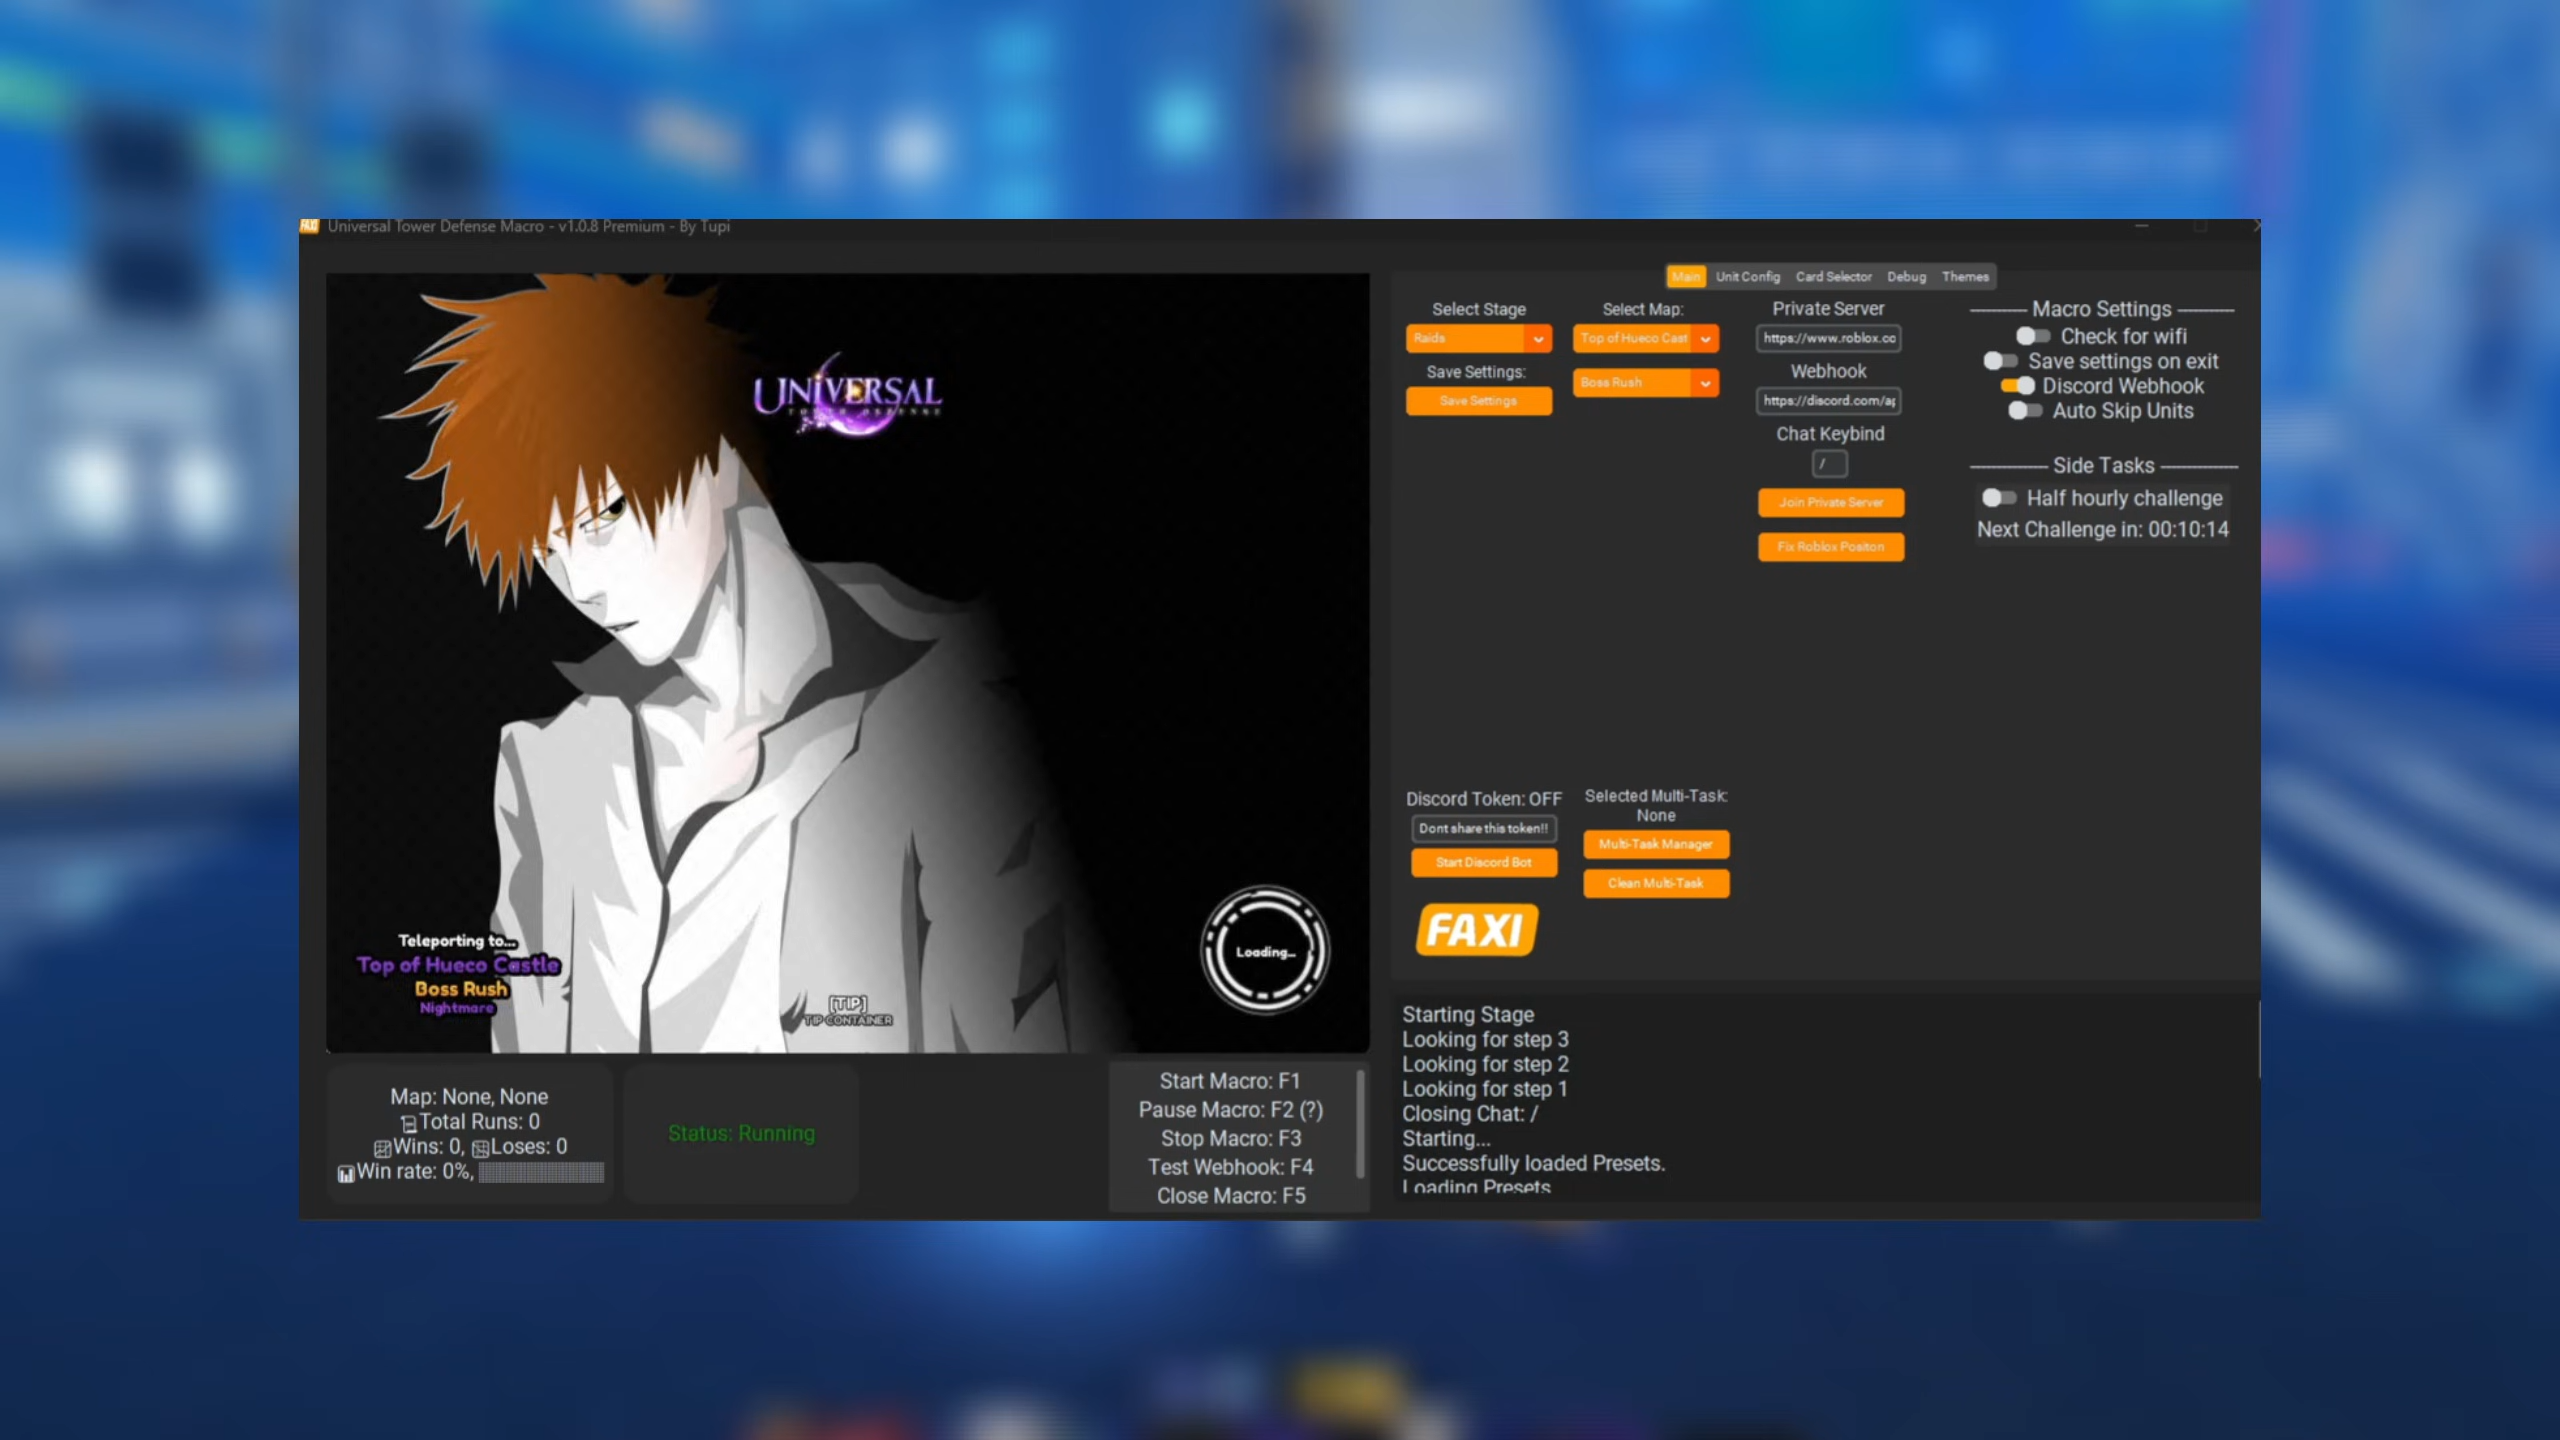 FAXI Universal Tower Defense Macro - v1.0.8 Premium - By Tupi
UNIVERSAL
TOWER DEFENSE
Teleporting to...
Top of Hueco Castle
Boss Rush
Nightmare
[TIP]
TIP CONTAINER
Loading...
Map: None, None
Total Runs: 0
Wins: 0, Loses: 0
Win rate: 0%,
Status: Running
Start Macro: F1
Pause Macro: F2 (?)
Stop Macro: F3
Test Webhook: F4
Close Macro: F5
Main Unit Config Card Selector Debug Themes
Select Stage
Raids
Save Settings:
Save Settings
Select Map:
Top of Hueco Cast
Boss Rush
Private Server
https://www.roblox.co
Webhook
https://discord.com/ap
Chat Keybind
/
Join Private Server
Fix Roblox Positon
Macro Settings
Check for wifi
Save settings on exit
Discord Webhook
Auto Skip Units
Side Tasks
Half hourly challenge
Next Challenge in: 00:10:14
Discord Token: OFF
Dont share this token!!
Start Discord Bot
Selected Multi-Task:
None
Multi-Task Manager
Clean Multi-Task
FAXI
Starting Stage
Looking for step 3
Looking for step 2
Looking for step 1
Closing Chat: /
Starting...
Successfully loaded Presets.
Loading Presets